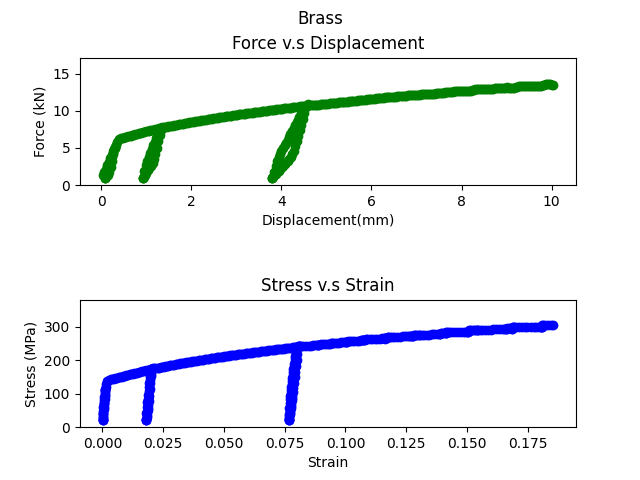 Brass
Force v.s Displacement
Force (kN)
15
10
5
0
0 2 4 6 8 10
Displacement(mm)
Stress v.s Strain
Stress (MPa)
300
200
100
0
0.000 0.025 0.050 0.075 0.100 0.125 0.150 0.175
Strain